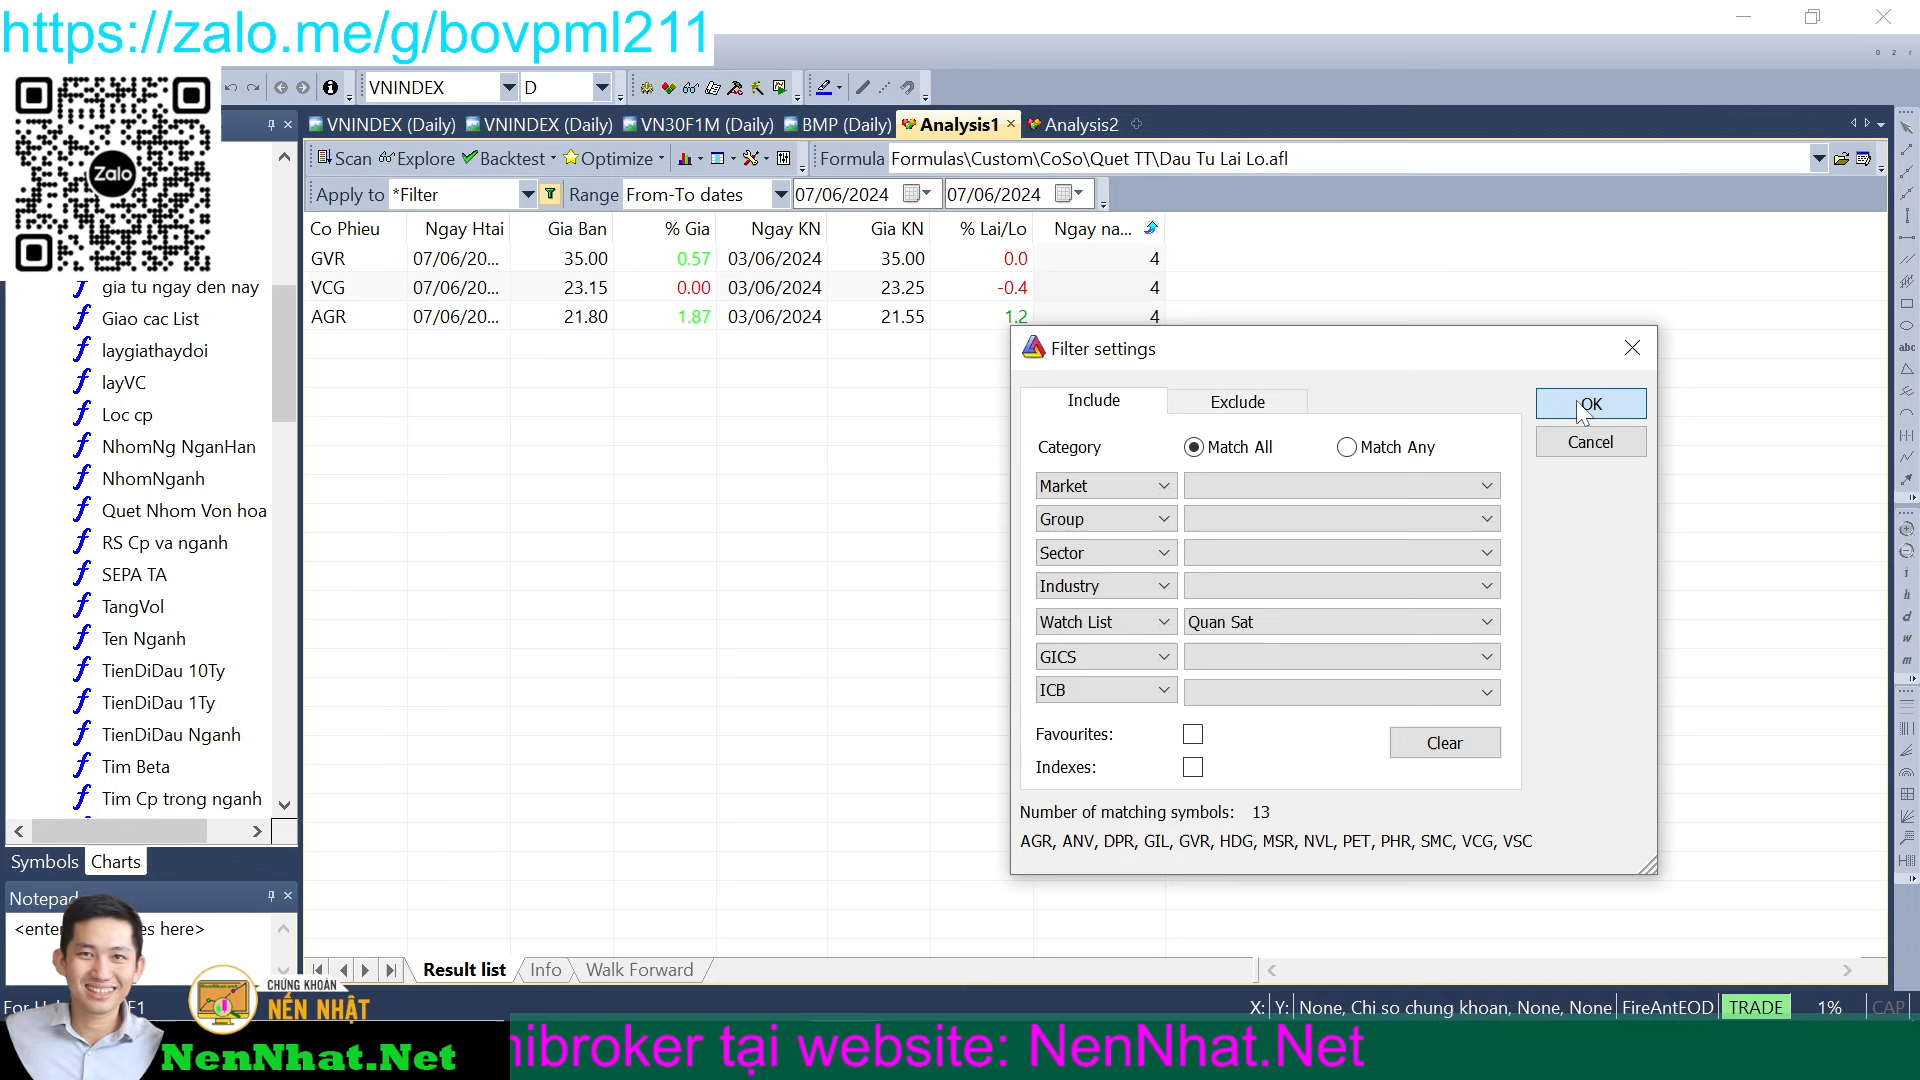 https://zalo.me/g/bovpml211
Zalo
VNINDEX D
VNINDEX (Daily) VNINDEX (Daily) VN30F1M (Daily) BMP (Daily) Analysis1 Analysis2
Scan Explore Backtest Optimize Formula Formulas\Custom\CoSo\Quet TT\Dau Tu Lai Lo.afl
Apply to *Filter Range From-To dates 07/06/2024 07/06/2024
Co Phieu Ngay Htai Gia Ban % Gia Ngay KN Gia KN % Lai/Lo Ngay na...
GVR 07/06/20... 35.00 0.57 03/06/2024 35.00 0.0 4
VCG 07/06/20... 23.15 0.00 03/06/2024 23.25 -0.4 4
AGR 07/06/20... 21.80 1.87 03/06/2024 21.55 1.2 4
gia tu ngay den nay
Giao cac List
laygiathaydoi
layVC
Loc cp
NhomNg NganHan
NhomNganh
Quet Nhom Von hoa
RS Cp va nganh
SEPA TA
TangVol
Ten Nganh
TienDiDau 10Ty
TienDiDau 1Ty
TienDiDau Nganh
Tim Beta
Tim Cp trong nganh
Symbols Charts
Notepad
<ente es here>
Filter settings
Include Exclude
OK
Cancel
Category Match All Match Any
Market
Group
Sector
Industry
Watch List Quan Sat
GICS
ICB
Favourites:
Clear
Indexes:
Number of matching symbols: 13
AGR, ANV, DPR, GIL, GVR, HDG, MSR, NVL, PET, PHR, SMC, VCG, VSC
Result list Info Walk Forward
For H F1
X: Y: None, Chi so chung khoan, None, None FireAntEOD TRADE 1% CAP
CHỨNG KHOÁN
NẾN NHẬT
NenNhat.Net
nibroker tại website: NenNhat.Net
abc